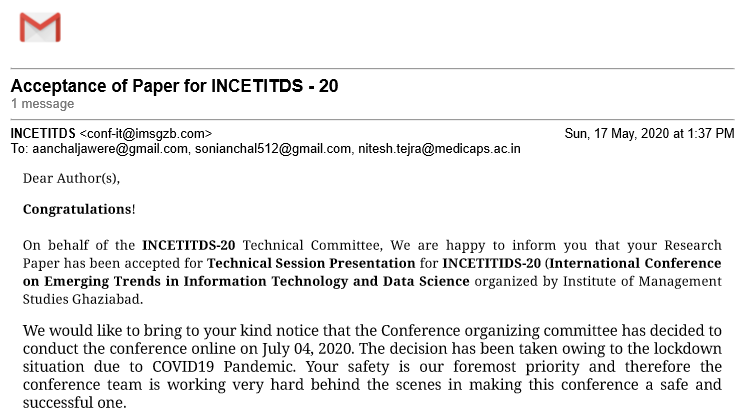 Acceptance of Paper for INCETITDS - 20
1 message
INCETITDS <conf-it@imsgzb.com> Sun, 17 May, 2020 at 1:37 PM
To: aanchaljawere@gmail.com, sonianchal512@gmail.com, nitesh.tejra@medicaps.ac.in
Dear Author(s),
Congratulations!
On behalf of the INCETITDS-20 Technical Committee, We are happy to inform you that your Research
Paper has been accepted for Technical Session Presentation for INCETITIDS-20 (International Conference
on Emerging Trends in Information Technology and Data Science organized by Institute of Management
Studies Ghaziabad.
We would like to bring to your kind notice that the Conference organizing committee has decided to
conduct the conference online on July 04, 2020. The decision has been taken owing to the lockdown
situation due to COVID19 Pandemic. Your safety is our foremost priority and therefore the
conference team is working very hard behind the scenes in making this conference a safe and
successful one.